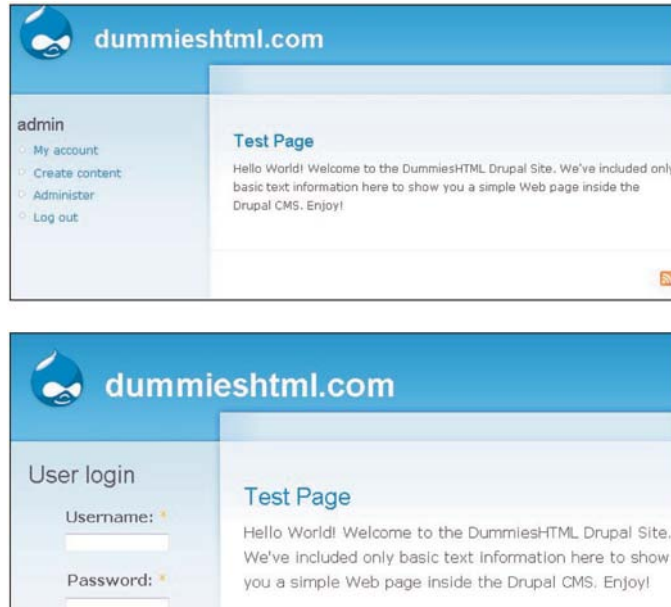 dummieshtml.com
admin
My account
Create content
Administer
Log out
Test Page
Hello World! Welcome to the DummiesHTML Drupal Site. We've included only
basic text information here to show you a simple Web page inside the
Drupal CMS. Enjoy!
dummieshtml.com
User login
Username: *
Password: *
Test Page
Hello World! Welcome to the DummiesHTML Drupal Site.
We've included only basic text information here to show
you a simple Web page inside the Drupal CMS. Enjoy!